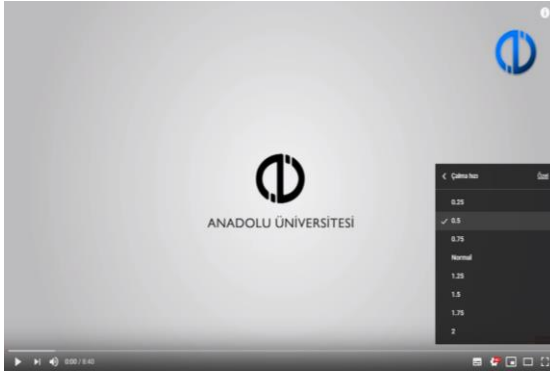 ANADOLU ÜNİVERSİTESİ
Çalma hızı
Özel
0.25
0.5
0.75
Normal
1.25
1.5
1.75
2
0:00 / 8:40